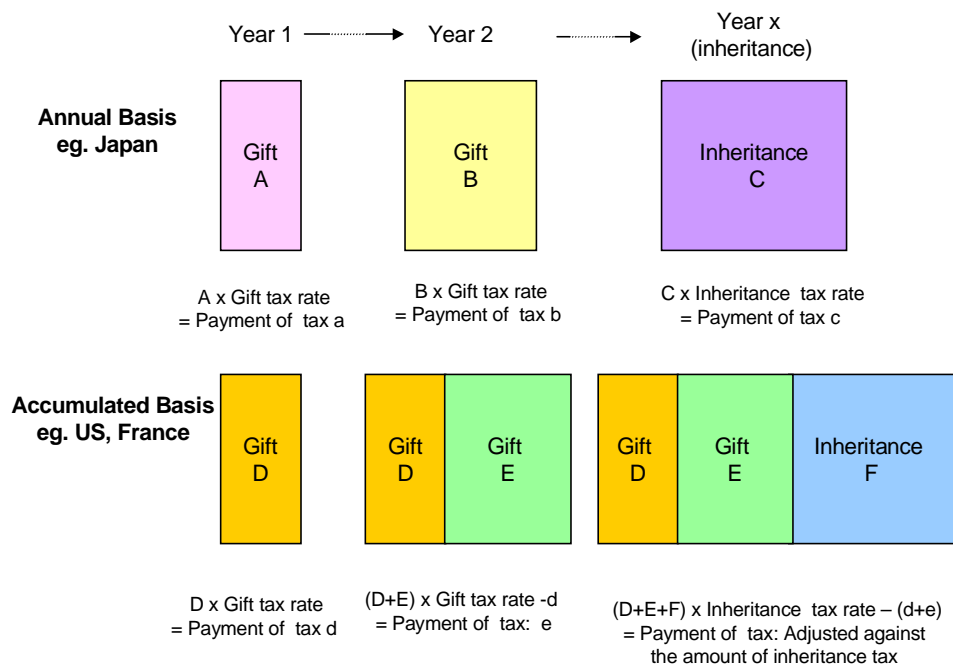 Year 1
Year 2
Year x
(inheritance)
Annual Basis
eg. Japan
Gift
A
Gift
B
Inheritance
C
A x Gift tax rate
= Payment of tax a
B x Gift tax rate
= Payment of tax b
C x Inheritance tax rate
= Payment of tax c
Accumulated Basis
eg. US, France
Gift
D
Gift
D
Gift
E
Gift
D
Gift
E
Inheritance
F
D x Gift tax rate
= Payment of tax d
(D+E) x Gift tax rate -d
= Payment of tax: e
(D+E+F) x Inheritance tax rate – (d+e)
= Payment of tax: Adjusted against
the amount of inheritance tax